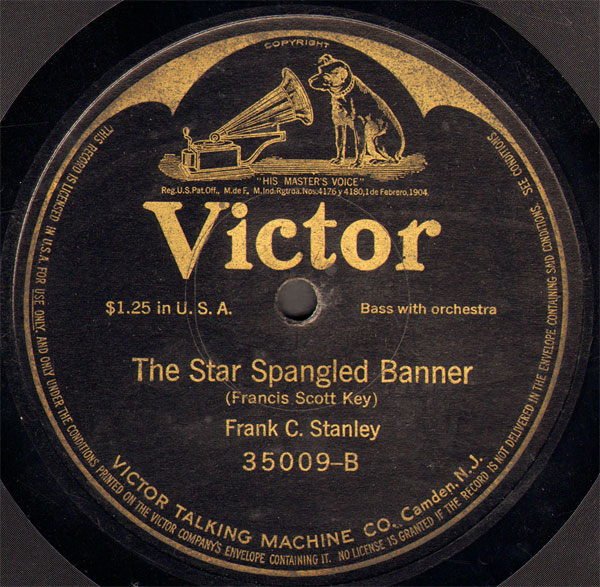 COPYRIGHT
"HIS MASTER'S VOICE"
Reg.U.S.Pat.Off., M.de F., M.Ind.Rgtrda.Nos.4176 y 4180,1 de Febrero,1904.
Victor
$1.25 in U.S.A.
Bass with orchestra
The Star Spangled Banner
(Francis Scott Key)
Frank C. Stanley
35009-B
VICTOR TALKING MACHINE CO., Camden, N.J.
THIS RECORD IS LICENSED IN U.S.A. FOR USE ONLY, AND ONLY UNDER THE CONDITIONS PRINTED ON THE VICTOR COMPANY'S ENVELOPE CONTAINING IT. NO LICENSE IS GRANTED IF THE RECORD IS NOT DELIVERED IN THE ENVELOPE CONTAINING SAID CONDITIONS. SEE CONDITIONS